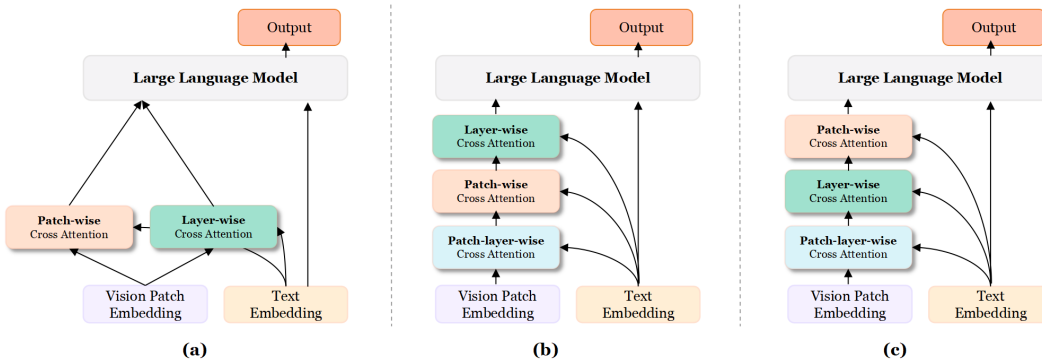 Output
Large Language Model
Patch-wise
Cross Attention
Layer-wise
Cross Attention
Vision Patch
Embedding
Text
Embedding
(a)
Output
Large Language Model
Layer-wise
Cross Attention
Patch-wise
Cross Attention
Patch-layer-wise
Cross Attention
Vision Patch
Embedding
Text
Embedding
(b)
Output
Large Language Model
Patch-wise
Cross Attention
Layer-wise
Cross Attention
Patch-layer-wise
Cross Attention
Vision Patch
Embedding
Text
Embedding
(c)